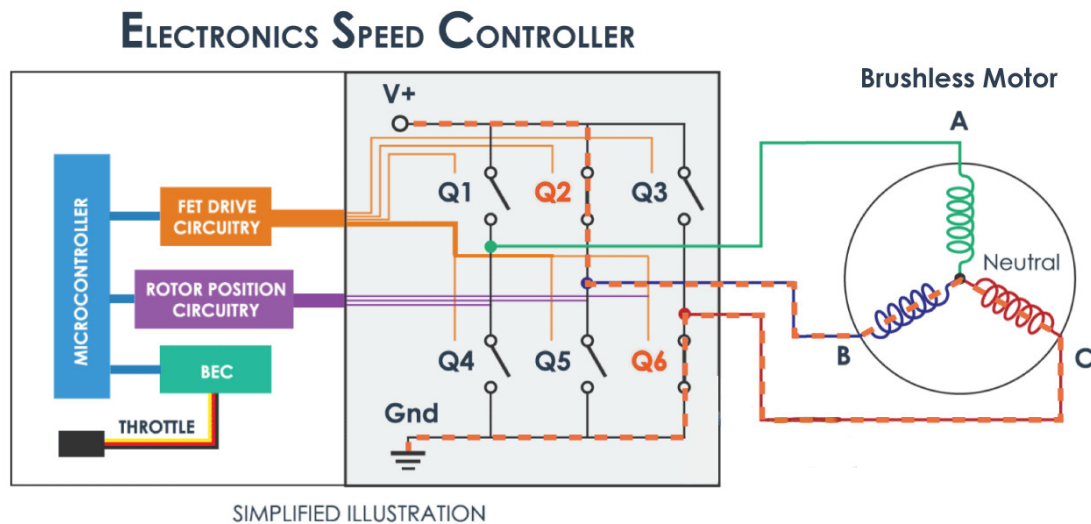 ELECTRONICS SPEED CONTROLLER
Brushless Motor
V+
A
Q1
Q2
Q3
FET DRIVE
CIRCUITRY
MICROCONTROLLER
Neutral
ROTOR POSITION
CIRCUITRY
B
C
Q4
Q5
Q6
BEC
Gnd
THROTTLE
SIMPLIFIED ILLUSTRATION